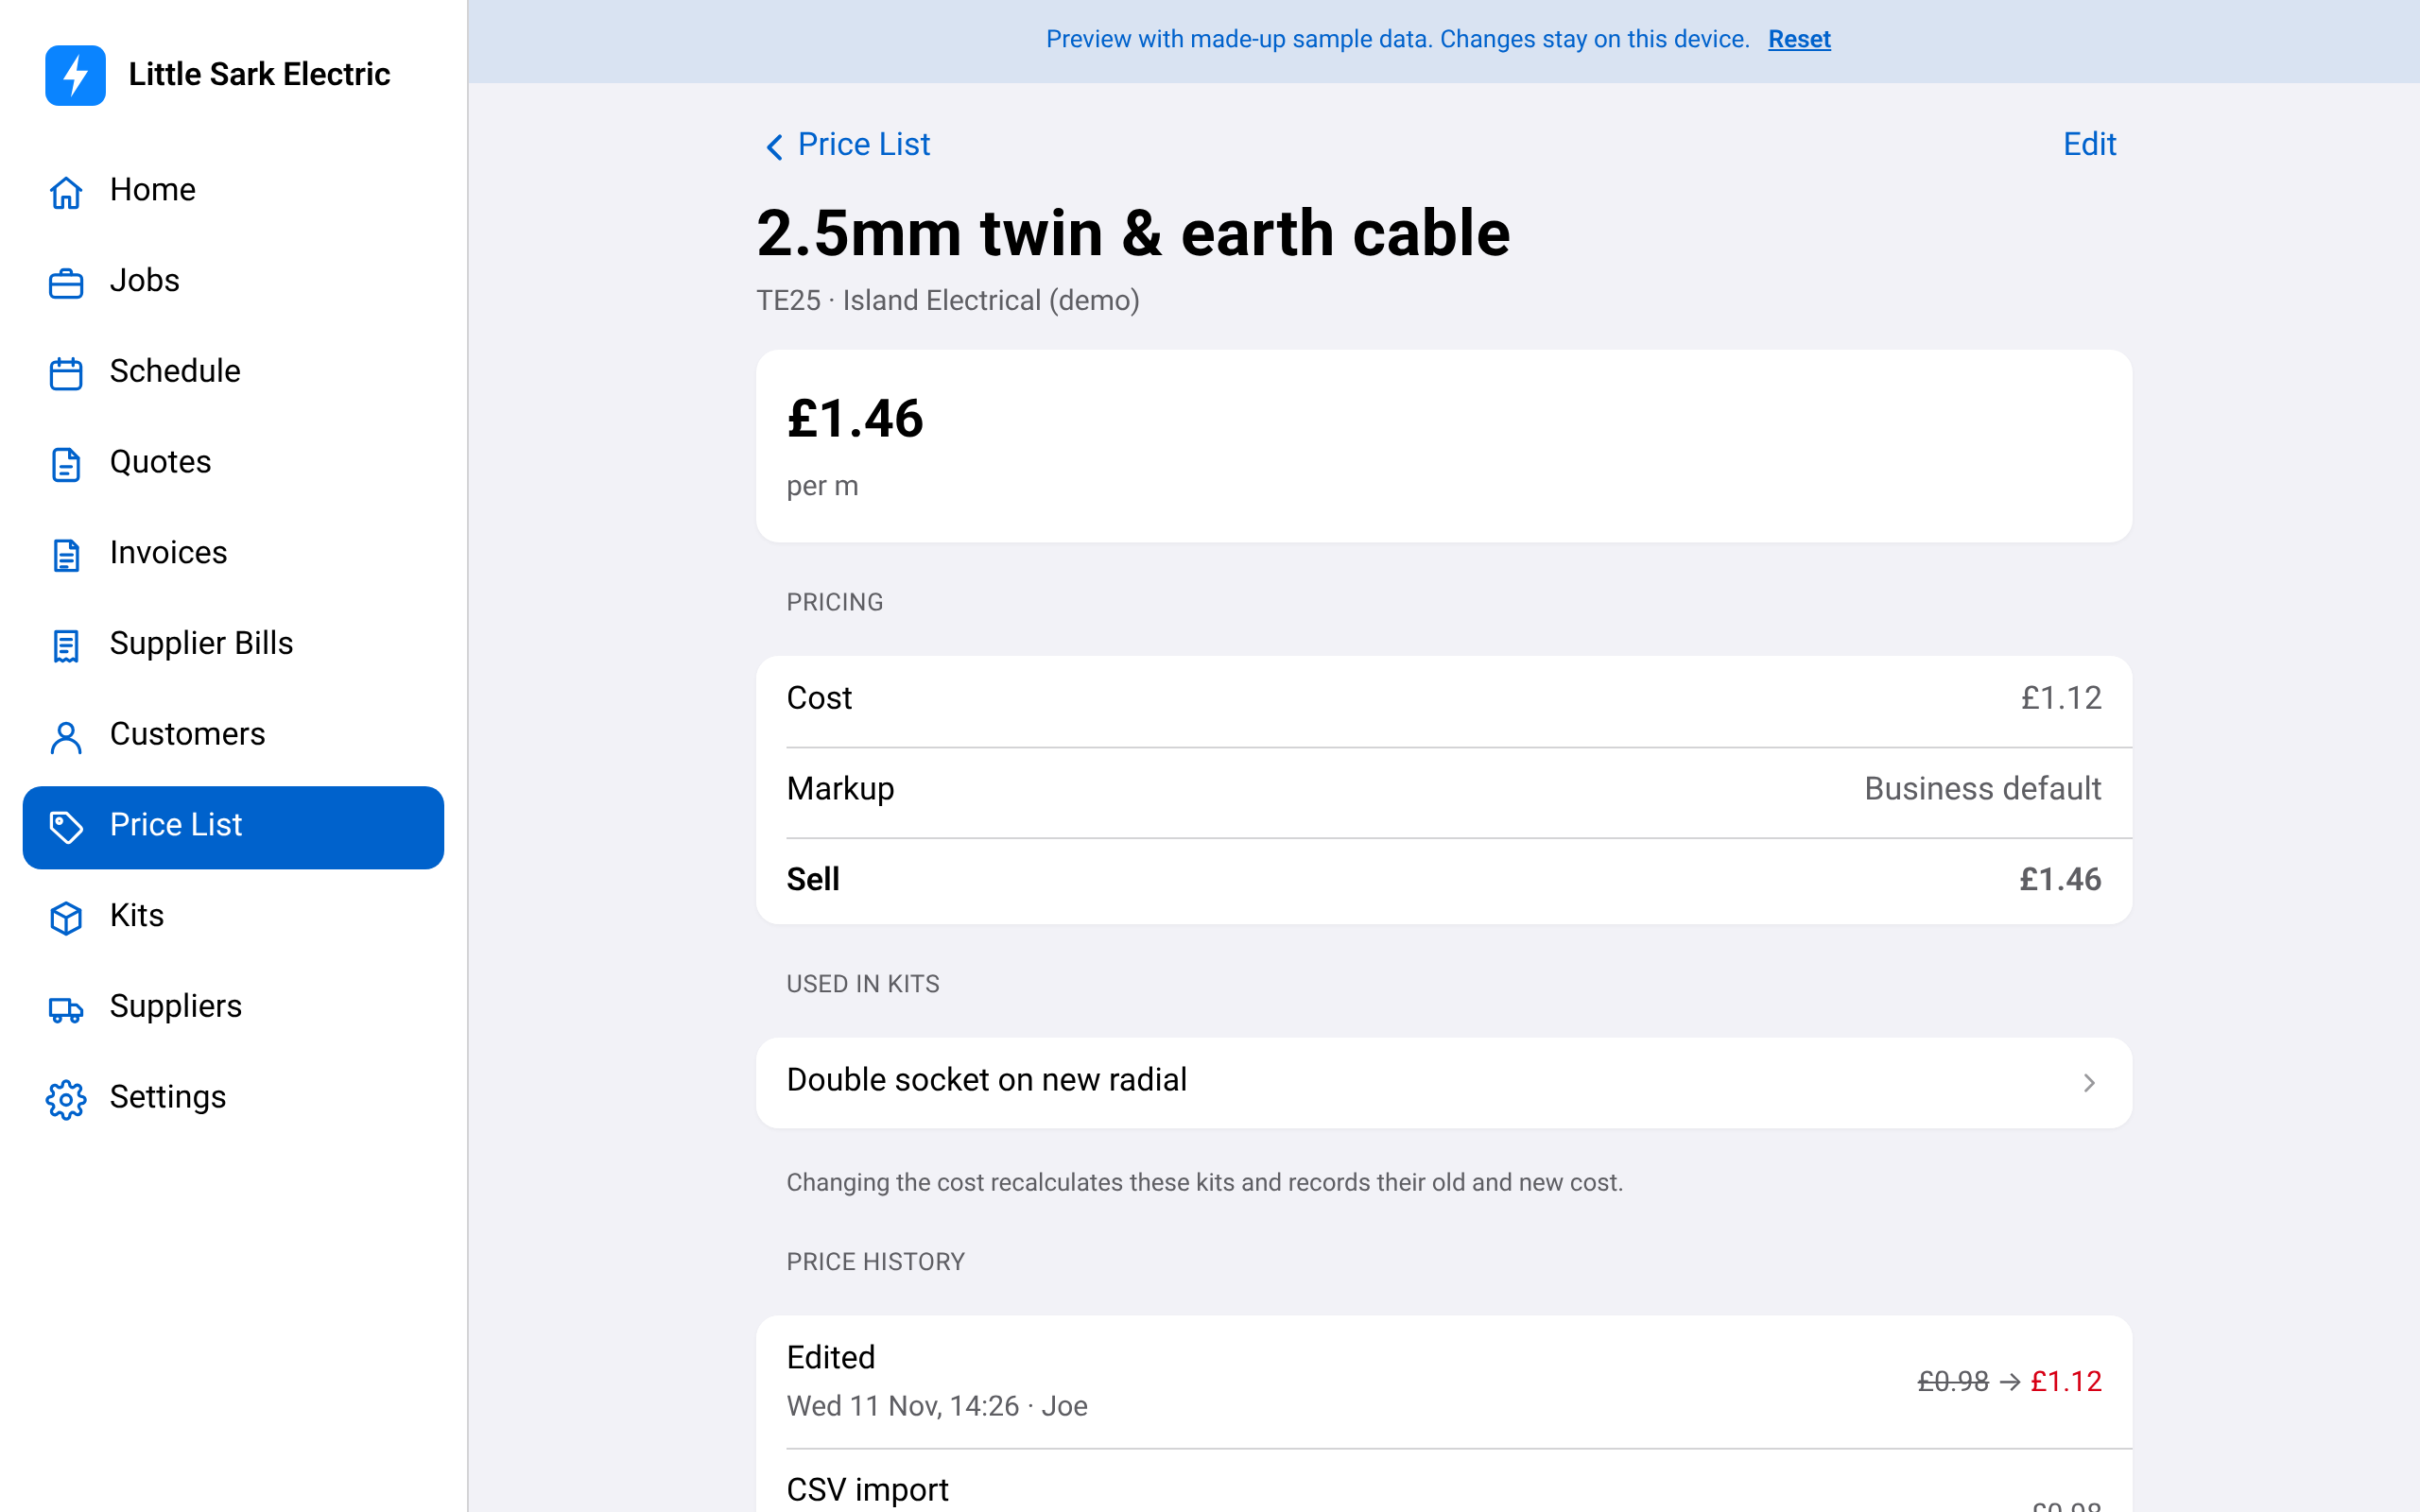 Little Sark Electric
Home
Jobs
Schedule
Quotes
Invoices
Supplier Bills
Customers
Price List
Kits
Suppliers
Settings
Preview with made-up sample data. Changes stay on this device. Reset
Price List
Edit
2.5mm twin & earth cable
TE25 · Island Electrical (demo)
£1.46
per m
PRICING
Cost £1.12
Markup Business default
Sell £1.46
USED IN KITS
Double socket on new radial
Changing the cost recalculates these kits and records their old and new cost.
PRICE HISTORY
Edited
£0.98 → £1.12
Wed 11 Nov, 14:26 · Joe
CSV import
£0.98